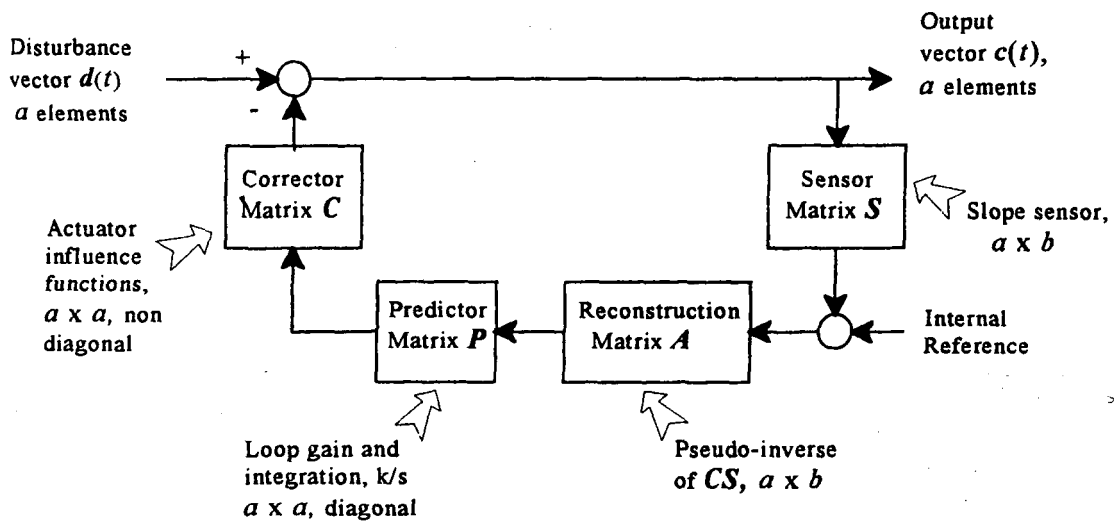 Disturbance
vector d(t)
a elements
+
-
Output
vector c(t),
a elements
Corrector
Matrix C
Sensor
Matrix S
Actuator
influence
functions,
a x a, non
diagonal
Slope sensor,
a x b
Predictor
Matrix P
Reconstruction
Matrix A
Internal
Reference
Loop gain and
integration, k/s
a x a, diagonal
Pseudo-inverse
of CS, a x b